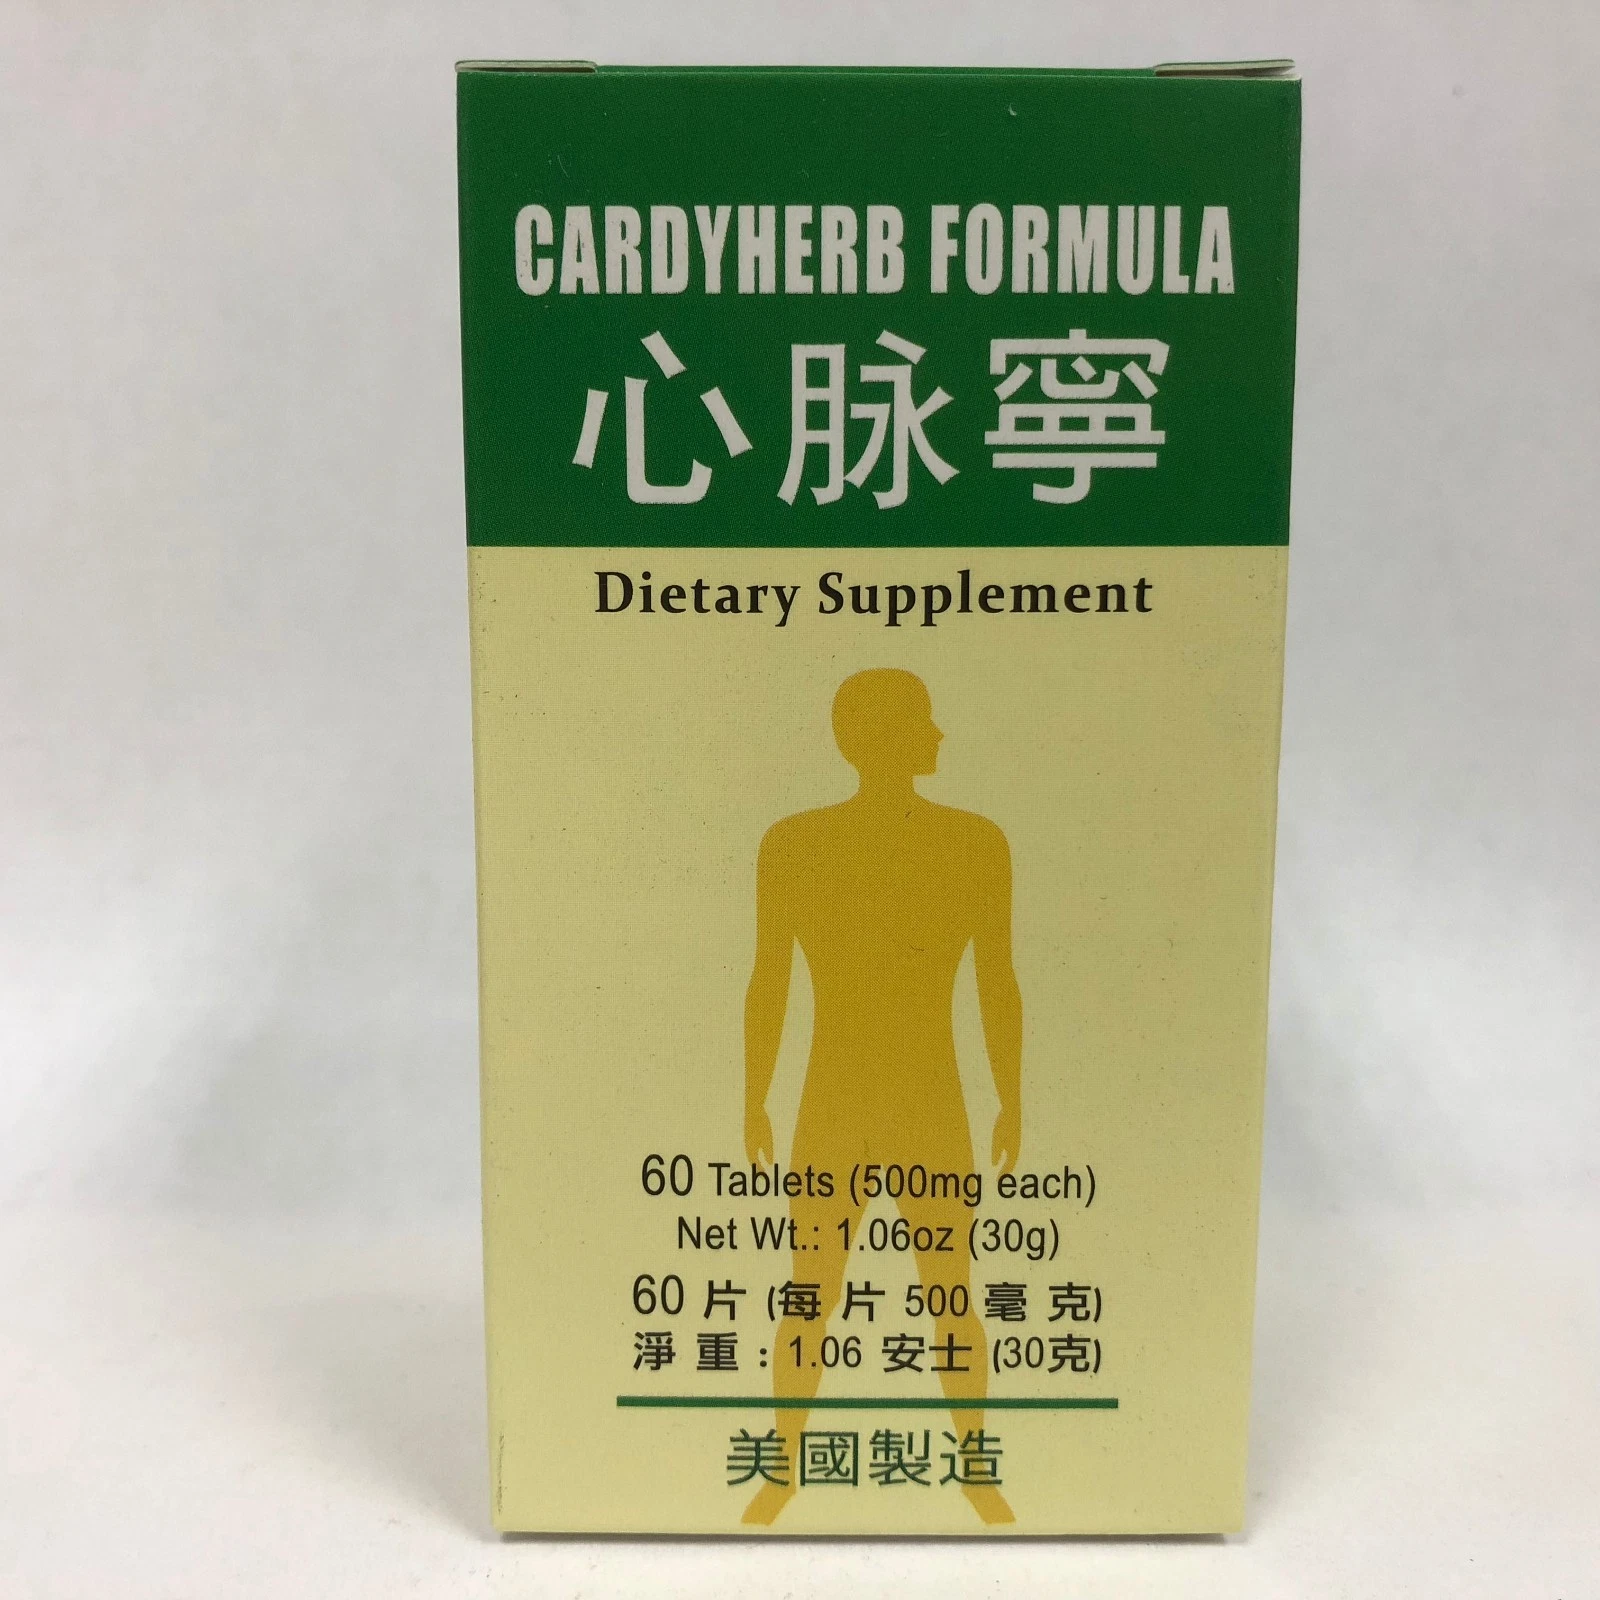 CARDYHERB FORMULA
心脉寧
Dietary Supplement
60 Tablets (500mg each)
Net Wt.: 1.06oz (30g)
60 片 (每 片 500 毫 克)
淨 重 : 1.06 安士 (30克)
美國製造